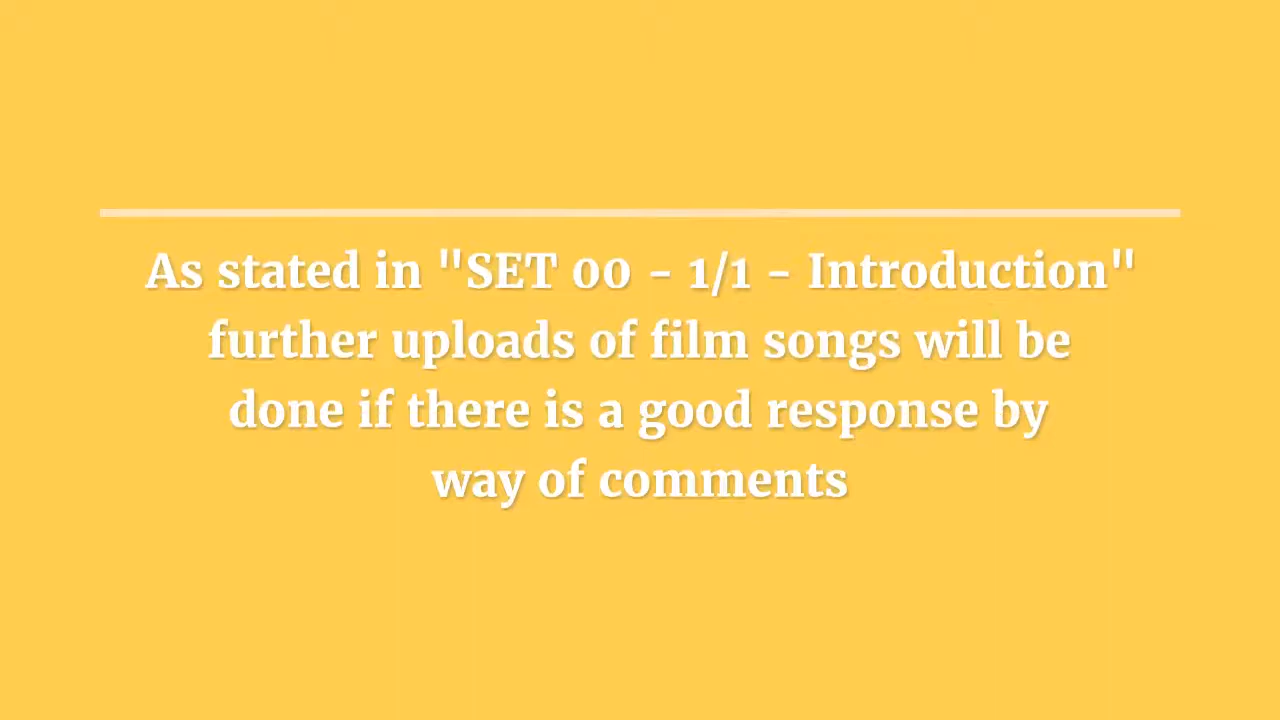 As stated in "SET 00 - 1/1 - Introduction"
further uploads of film songs will be
done if there is a good response by
way of comments